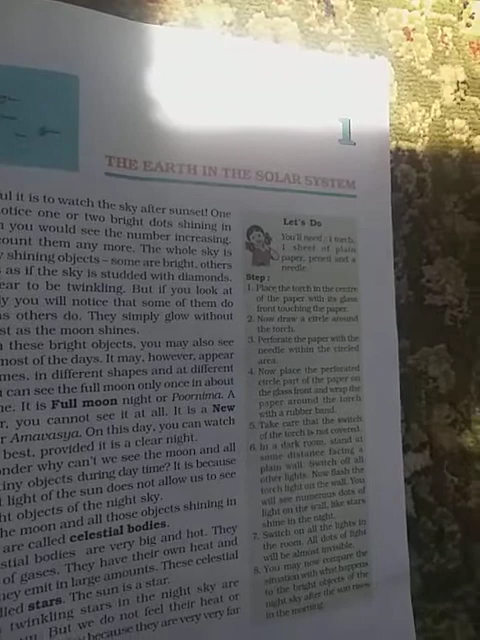 1
THE EARTH IN THE SOLAR SYSTEM
ul it is to watch the sky after sunset! One
otice one or two bright dots shining in
you would see the number increasing.
count them any more. The whole sky is
shining objects – some are bright, others
as if the sky is studded with diamonds.
ear to be twinkling. But if you look at
ly you will notice that some of them do
as others do. They simply glow without
st as the moon shines.
these bright objects, you may also see
most of the days. It may, however, appear
mes, in different shapes and at different
can see the full moon only once in about
me. It is Full moon night or Poornima. A
r, you cannot see it at all. It is a New
r Amavasya. On this day, you can watch
best, provided it is a clear night.
onder why can't we see the moon and all
tiny objects during day time? It is because
light of the sun does not allow us to see
ht objects of the night sky.
he moon and all those objects shining in
are called celestial bodies.
stial bodies are very big and hot. They
of gases. They have their own heat and
hey emit in large amounts. These celestial
lled stars. The sun is a star.
twinkling stars in the night sky are
But we do not feel their heat or
because they are very very far
Let's Do
You'll need : 1 torch,
1 sheet of plain
paper, pencil and a
needle.
Step :
1. Place the torch in the centre
of the paper with its glass
front touching the paper.
2. Now draw a circle around
the torch.
3. Perforate the paper with the
needle within the circled
area.
4. Now place the perforated
circle part of the paper on
the glass front and wrap the
paper around the torch
with a rubber band.
5. Take care that the switch
of the torch is not covered.
6. In a dark room, stand at
some distance facing a
plain wall. Switch off all
other lights. Now flash the
torch light on the wall. You
will see numerous dots of
light on the wall, like stars
shine in the night.
7. Switch on all the lights in
the room. All dots of light
will be almost invisible.
8. You may now compare the
situation with what happens
to the bright objects of the
night sky after the sun rises
in the morning.